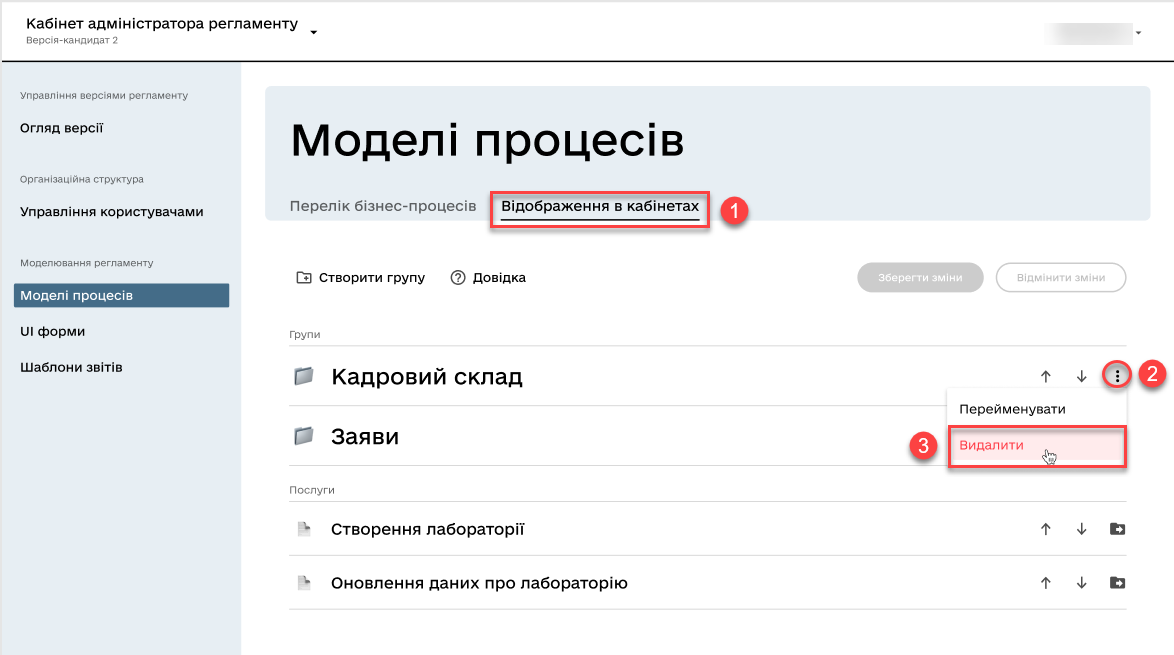 Кабінет адміністратора регламенту
Версія-кандидат 2
Управління версіями регламенту
Огляд версії
Організаційна структура
Управління користувачами
Моделювання регламенту
Моделі процесів
UI форми
Шаблони звітів
Моделі процесів
Перелік бізнес-процесів Відображення в кабінетах 1
Створити групу ? Довідка Зберегти зміни Відмінити зміни
Групи
Кадровий склад 2
Перейменувати
Заяви
3 Видалити
Послуги
Створення лабораторії
Оновлення даних про лабораторію